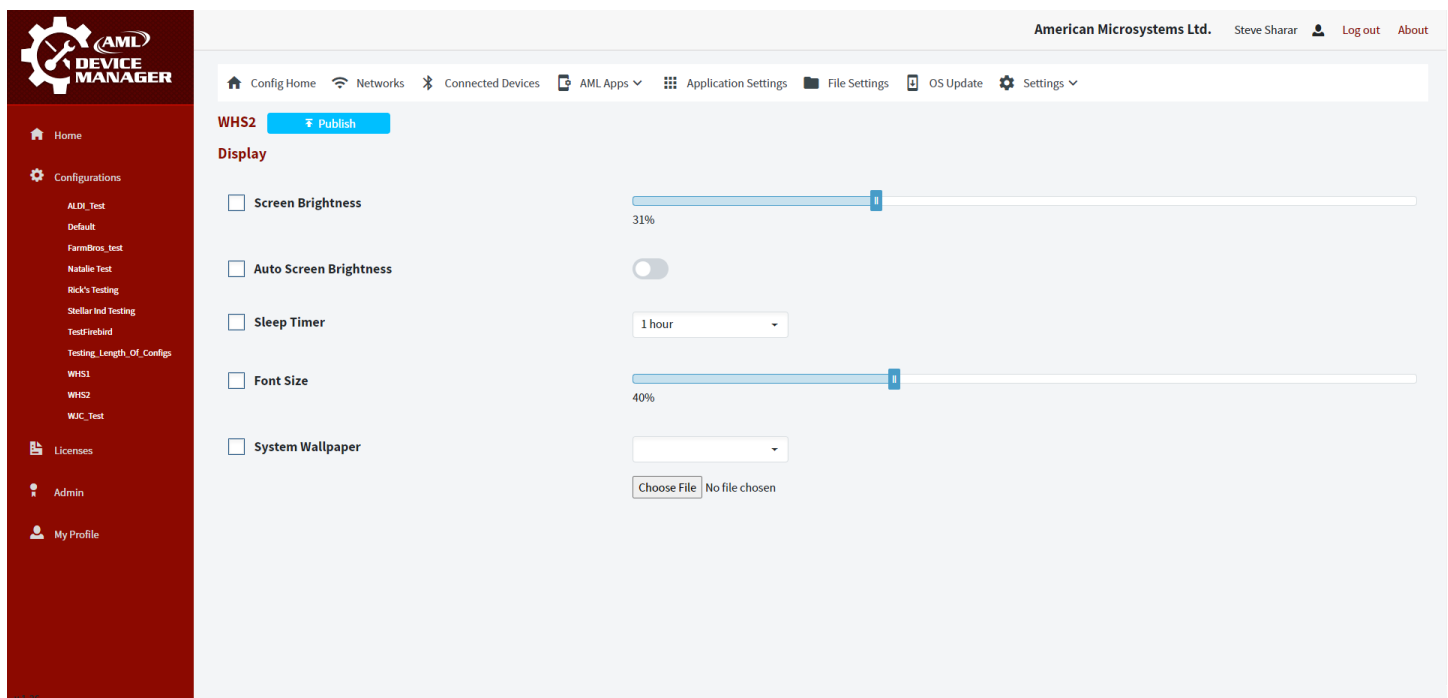 AML
DEVICE
MANAGER
American Microsystems Ltd. Steve Sharar Log out About
Config Home Networks Connected Devices AML Apps Application Settings File Settings OS Update Settings
Home
Configurations
ALDI_Test
Default
FarmBros_test
Natalie Test
Rick's Testing
Stellar Ind Testing
TestFirebird
Testing_Length_Of_Configs
WHS1
WHS2
WJC_Test
Licenses
Admin
My Profile
WHS2 Publish
Display
Screen Brightness
31%
Auto Screen Brightness
Sleep Timer 1 hour
Font Size
40%
System Wallpaper
Choose File No file chosen